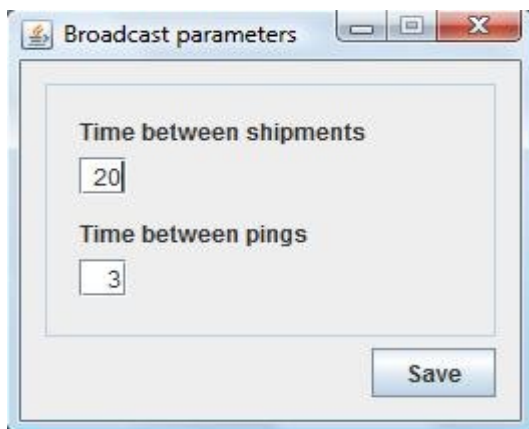 Broadcast parameters
Time between shipments
20
Time between pings
3
Save